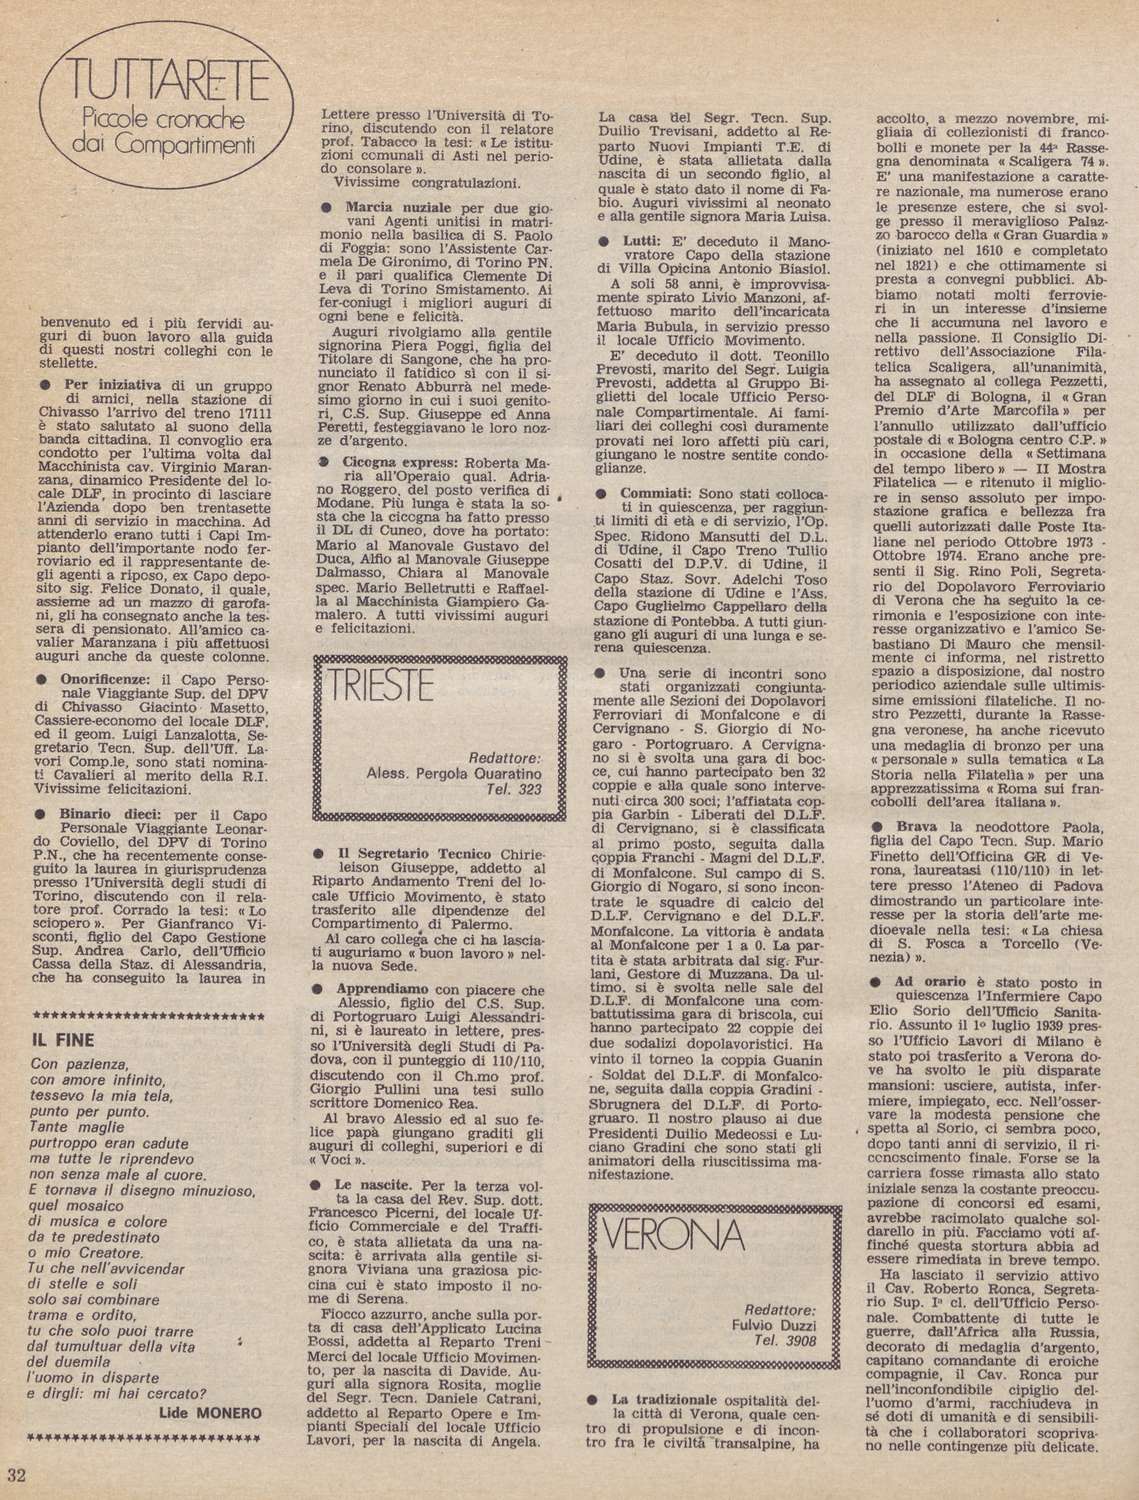 TUTTARETE
Piccole cronache
dai Compartimenti
benvenuto ed i più fervidi au-
guri di buon lavoro alla guida
di questi nostri colleghi con le
stellette.
● Per iniziativa di un gruppo
di amici, nella stazione di
Chivasso l'arrivo del treno 17111
è stato salutato al suono della
banda cittadina. Il convoglio era
condotto per l'ultima volta dal
Macchinista cav. Virginio Maran-
zana, dinamico Presidente del lo-
cale DLF, in procinto di lasciare
l'Azienda dopo ben trentasette
anni di servizio in macchina. Ad
attenderlo erano tutti i Capi Im-
pianto dell'importante nodo fer-
roviario ed il rappresentante de-
gli agenti a riposo, ex Capo depo-
sito sig. Felice Donato, il quale,
assieme ad un mazzo di garofa-
ni, gli ha consegnato anche la tes-
sera di pensionato. All'amico ca-
valier Maranzana i più affettuosi
auguri anche da queste colonne.
● Onorificenze: il Capo Perso-
nale Viaggiante Sup. del DPV
di Chivasso Giacinto Masetto,
Cassiere-economo del locale DLF,
ed il geom. Luigi Lanzalotta, Se-
gretario Tecn. Sup. dell'Uff. La-
vori Comp.le, sono stati nomina-
ti Cavalieri al merito della R.I.
Vivissime felicitazioni.
● Binario dieci: per il Capo
Personale Viaggiante Leonar-
do Coviello, del DPV di Torino
P.N., che ha recentemente conse-
guito la laurea in giurisprudenza
presso l'Università degli studi di
Torino, discutendo con il rela-
tore prof. Corrado la tesi: « Lo
sciopero ». Per Gianfranco Vi-
sconti, figlio del Capo Gestione
Sup. Andrea Carlo, dell'Ufficio
Cassa della Staz. di Alessandria,
che ha conseguito la laurea in
★★★★★★★★★★★★★★★★★★★★★★★★★★
IL FINE
Con pazienza,
con amore infinito,
tessevo la mia tela,
punto per punto.
Tante maglie
purtroppo eran cadute
ma tutte le riprendevo
non senza male al cuore.
E tornava il disegno minuzioso,
quel mosaico
di musica e colore
da te predestinato
o mio Creatore.
Tu che nell'avvicendar
di stelle e soli
solo sai combinare
trama e ordito,
tu che solo puoi trarre
dal tumultuar della vita
del duemila
l'uomo in disparte
e dirgli: mi hai cercato?
Lide MONERO
★★★★★★★★★★★★★★★★★★★★★★★★★★
32
Lettere presso l'Università di To-
rino, discutendo con il relatore
prof. Tabacco la tesi: « Le istitu-
zioni comunali di Asti nel perio-
do consolare ».
Vivissime congratulazioni.
● Marcia nuziale per due gio-
vani Agenti unitisi in matri-
monio nella basilica di S. Paolo
di Foggia: sono l'Assistente Car-
mela De Gironimo, di Torino PN.
e il pari qualifica Clemente Di
Leva di Torino Smistamento. Ai
fer-coniugi i migliori auguri di
ogni bene e felicità.
Auguri rivolgiamo alla gentile
signorina Piera Poggi, figlia del
Titolare di Sangone, che ha pro-
nunciato il fatidico sì con il si-
gnor Renato Abburrà nel mede-
simo giorno in cui i suoi genito-
ri, C.S. Sup. Giuseppe ed Anna
Peretti, festeggiavano le loro noz-
ze d'argento.
● Cicogna express: Roberta Ma-
ria all'Operaio qual. Adria-
no Roggero, del posto verifica di
Modane. Più lunga è stata la so-
sta che la cicogna ha fatto presso
il DL di Cuneo, dove ha portato:
Mario al Manovale Gustavo del
Duca, Alfio al Manovale Giuseppe
Dalmasso, Chiara al Manovale
spec. Mario Belletrutti e Raffael-
la al Macchinista Giampiero Ga-
malero. A tutti vivissimi auguri
e felicitazioni.
TRIESTE
Redattore:
Aless. Pergola Quaratino
Tel. 323
● Il Segretario Tecnico Chirie-
leison Giuseppe, addetto al
Riparto Andamento Treni del lo-
cale Ufficio Movimento, è stato
trasferito alle dipendenze del
Compartimento di Palermo.
Al caro collega che ci ha lascia-
ti auguriamo « buon lavoro » nel-
la nuova Sede.
● Apprendiamo con piacere che
Alessio, figlio del C.S. Sup.
di Portogruaro Luigi Alessandri-
ni, si è laureato in lettere, pres-
so l'Università degli Studi di Pa-
dova, con il punteggio di 110/110,
discutendo con il Ch.mo prof.
Giorgio Pullini una tesi sullo
scrittore Domenico Rea.
Al bravo Alessio ed al suo fe-
lice papà giungano graditi gli
auguri di colleghi, superiori e di
« Voci ».
● Le nascite. Per la terza vol-
ta la casa del Rev. Sup. dott.
Francesco Picerni, del locale Uf-
ficio Commerciale e del Traffi-
co, è stata allietata da una na-
scita: è arrivata alla gentile si-
gnora Viviana una graziosa pic-
cina cui è stato imposto il no-
me di Serena.
Fiocco azzurro, anche sulla por-
ta di casa dell'Applicato Lucina
Bossi, addetta al Reparto Treni
Merci del locale Ufficio Movimen-
to, per la nascita di Davide. Au-
guri alla signora Rosita, moglie
del Segr. Tecn. Daniele Catrani,
addetto al Reparto Opere e Im-
pianti Speciali del locale Ufficio
Lavori, per la nascita di Angela.
La casa del Segr. Tecn. Sup.
Duilio Trevisani, addetto al Re-
parto Nuovi Impianti T.E. di
Udine, è stata allietata dalla
nascita di un secondo figlio, al
quale è stato dato il nome di Fa-
bio. Auguri vivissimi al neonato
e alla gentile signora Maria Luisa.
● Lutti: E' deceduto il Mano-
vratore Capo della stazione
di Villa Opicina Antonio Biasiol.
A soli 58 anni, è improvvisa-
mente spirato Livio Manzoni, af-
fettuoso marito dell'incaricata
Maria Bubula, in servizio presso
il locale Ufficio Movimento.
E' deceduto il dott. Teonillo
Prevosti, marito del Segr. Luigia
Prevosti, addetta al Gruppo Bi-
glietti del locale Ufficio Perso-
nale Compartimentale. Ai fami-
liari dei colleghi così duramente
provati nei loro affetti più cari,
giungano le nostre sentite condo-
glianze.
● Commiati: Sono stati colloca-
ti in quiescenza, per raggiun-
ti limiti di età e di servizio, l'Op.
Spec. Ridono Mansutti del D.L.
di Udine, il Capo Treno Tullio
Cosatti del D.P.V. di Udine, il
Capo Staz. Sovr. Adelchi Toso
della stazione di Udine e l'Ass.
Capo Guglielmo Cappellaro della
stazione di Pontebba. A tutti giun-
gano gli auguri di una lunga e se-
rena quiescenza.
● Una serie di incontri sono
stati organizzati congiunta-
mente alle Sezioni dei Dopolavori
Ferroviari di Monfalcone e di
Cervignano - S. Giorgio di No-
garo - Portogruaro. A Cervigna-
no si è svolta una gara di boc-
ce, cui hanno partecipato ben 32
coppie e alla quale sono interve-
nuti circa 300 soci; l'affiatata cop-
pia Garbin - Liberati del D.L.F.
di Cervignano, si è classificata
al primo posto, seguita dalla
coppia Franchi - Magni del D.L.F.
di Monfalcone. Sul campo di S.
Giorgio di Nogaro, si sono incon-
trate le squadre di calcio del
D.L.F. Cervignano e del D.L.F.
Monfalcone. La vittoria è andata
al Monfalcone per 1 a 0. La par-
tita è stata arbitrata dal sig. Fur-
lani, Gestore di Muzzana. Da ul-
timo, si è svolta nelle sale del
D.L.F. di Monfalcone una com-
battutissima gara di briscola, cui
hanno partecipato 22 coppie dei
due sodalizi dopolavoristici. Ha
vinto il torneo la coppia Guanin
- Soldat del D.L.F. di Monfalco-
ne, seguita dalla coppia Gradini -
Sbrugnera del D.L.F. di Porto-
gruaro. Il nostro plauso ai due
Presidenti Duilio Medeossi e Lu-
ciano Gradini che sono stati gli
animatori della riuscitissima ma-
nifestazione.
VERONA
Redattore:
Fulvio Duzzi
Tel. 3908
● La tradizionale ospitalità del-
la città di Verona, quale cen-
tro di propulsione e di incon-
tro fra le civiltà transalpine, ha
accolto, a mezzo novembre, mi-
gliaia di collezionisti di franco-
bolli e monete per la 44ª Rasse-
gna denominata « Scaligera 74 ».
E' una manifestazione a caratte-
re nazionale, ma numerose erano
le presenze estere, che si svol-
ge presso il meraviglioso Palaz-
zo barocco della « Gran Guardia »
(iniziato nel 1610 e completato
nel 1821) e che ottimamente si
presta a convegni pubblici. Ab-
biamo notati molti ferrovie-
ri in un interesse d'insieme
che li accumuna nel lavoro e
nella passione. Il Consiglio Di-
rettivo dell'Associazione Fila-
telica Scaligera, all'unanimità,
ha assegnato al collega Pezzetti,
del DLF di Bologna, il « Gran
Premio d'Arte Marcofila » per
l'annullo utilizzato dall'ufficio
postale di « Bologna centro C.P. »
in occasione della « Settimana
del tempo libero » — II Mostra
Filatelica — e ritenuto il miglio-
re in senso assoluto per impo-
stazione grafica e bellezza fra
quelli autorizzati dalle Poste Ita-
liane nel periodo Ottobre 1973 -
Ottobre 1974. Erano anche pre-
senti il Sig. Rino Poli, Segreta-
rio del Dopolavoro Ferroviario
di Verona che ha seguito la ce-
rimonia e l'esposizione con inte-
resse organizzativo e l'amico Se-
bastiano Di Mauro che mensil-
mente ci informa, nel ristretto
spazio a disposizione, dal nostro
periodico aziendale sulle ultimis-
sime emissioni filateliche. Il no-
stro Pezzetti, durante la Rasse-
gna veronese, ha anche ricevuto
una medaglia di bronzo per una
« personale » sulla tematica « La
Storia nella Filatelia » per una
apprezzatissima « Roma sui fran-
cobolli dell'area italiana ».
● Brava la neodottore Paola,
figlia del Capo Tecn. Sup. Mario
Finetto dell'Officina GR di Ve-
rona, laureatasi (110/110) in let-
tere presso l'Ateneo di Padova
dimostrando un particolare inte-
resse per la storia dell'arte me-
dioevale nella tesi: « La chiesa
di S. Fosca a Torcello (Ve-
nezia) ».
● Ad orario è stato posto in
quiescenza l'Infermiere Capo
Elio Sorio dell'Ufficio Sanita-
rio. Assunto il 1º luglio 1939 pres-
so l'Ufficio Lavori di Milano è
stato poi trasferito a Verona do-
ve ha svolto le più disparate
mansioni: usciere, autista, infer-
miere, impiegato, ecc. Nell'osser-
vare la modesta pensione che
spetta al Sorio, ci sembra poco,
dopo tanti anni di servizio, il ri-
conoscimento finale. Forse se la
carriera fosse rimasta allo stato
iniziale senza la costante preoccu-
pazione di concorsi ed esami,
avrebbe racimolato qualche sol-
darello in più. Facciamo voti af-
finché questa stortura abbia ad
essere rimediata in breve tempo.
Ha lasciato il servizio attivo
il Cav. Roberto Ronca, Segreta-
rio Sup. Iª cl. dell'Ufficio Perso-
nale. Combattente di tutte le
guerre, dall'Africa alla Russia,
decorato di medaglia d'argento,
capitano comandante di eroiche
compagnie, il Cav. Ronca pur
nell'inconfondibile cipiglio del-
l'uomo d'armi, racchiudeva in
sé doti di umanità e di sensibili-
tà che i collaboratori scopriva-
no nelle contingenze più delicate.